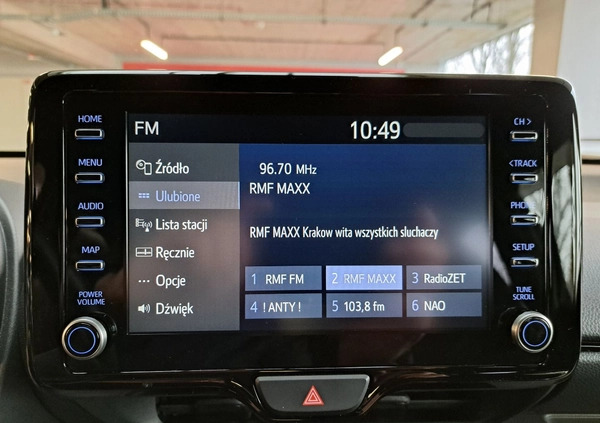 HOME
MENU
AUDIO
MAP
POWER
VOLUME
FM
10:49
Źródło
Ulubione
Lista stacji
Ręcznie
Opcje
Dźwięk
96.70 MHz
RMF MAXX
RMF MAXX Krakow wita wszystkich sluchaczy
1 RMF FM
2 RMF MAXX
3 RadioZET
4 ! ANTY !
5 103,8 fm
6 NAO
CH >
<TRACK
PHONE
SETUP
TUNE
SCROLL